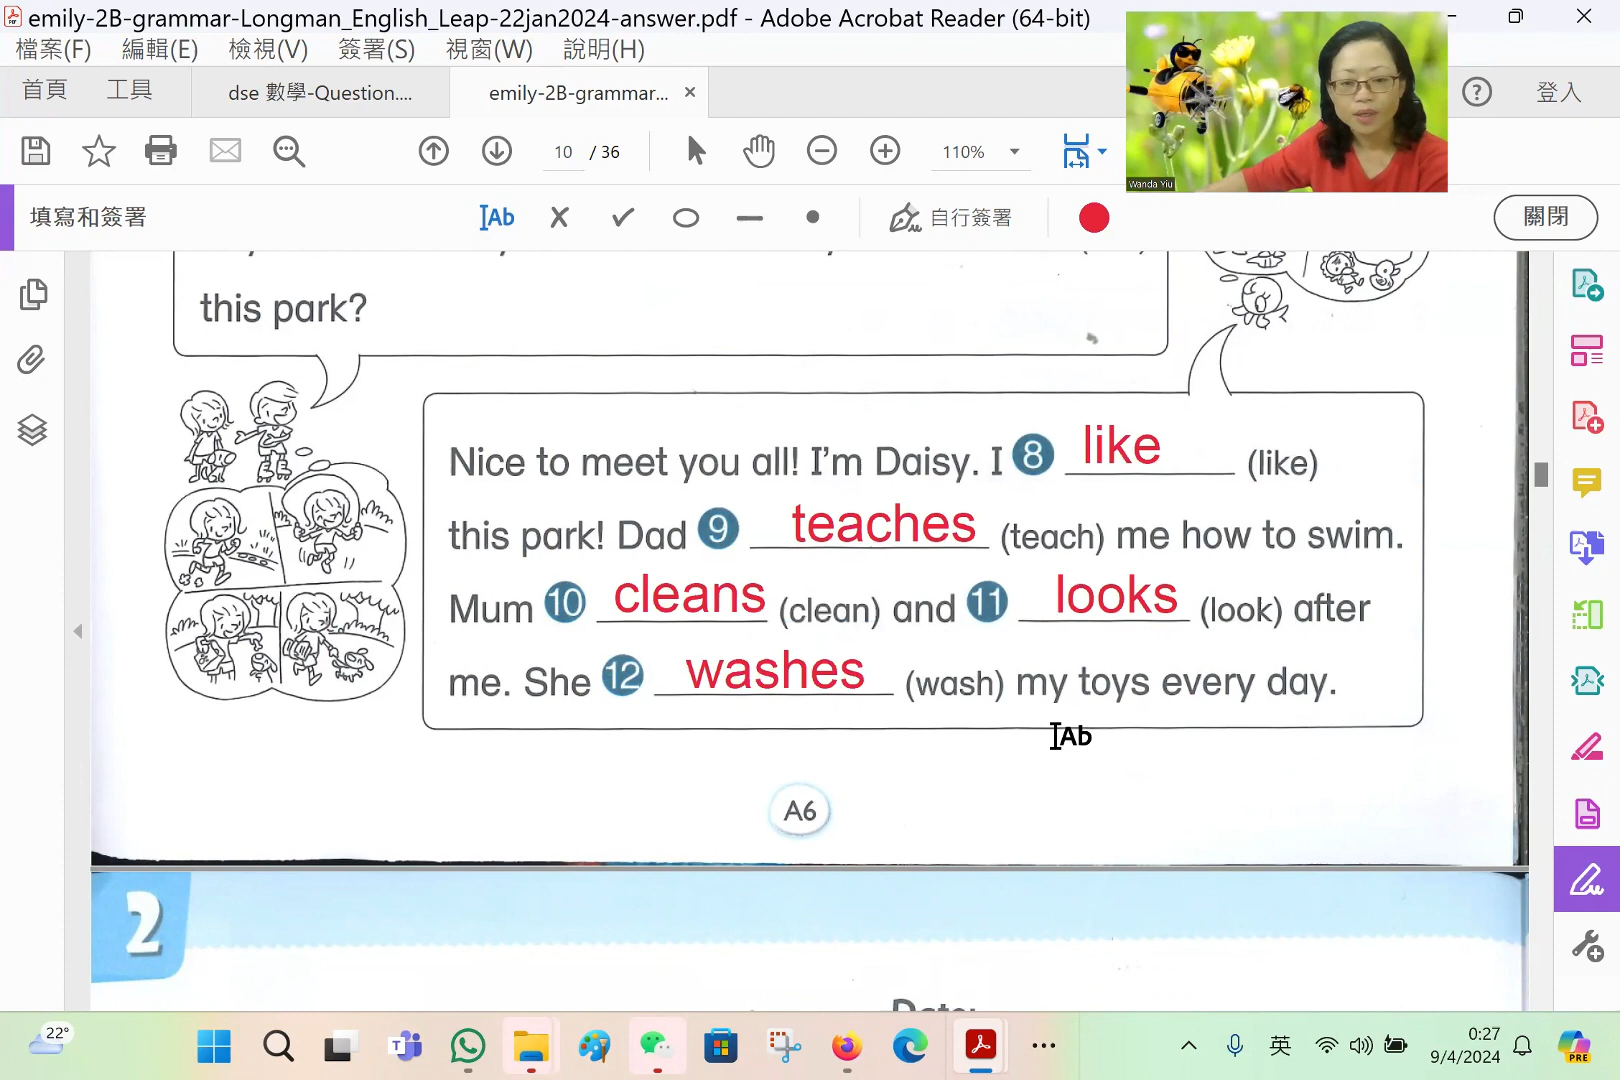 emily-2B-grammar-Longman_English_Leap-22jan2024-answer.pdf - Adobe Acrobat Reader (64-bit)
檔案(F) 編輯(E) 檢視(V) 簽署(S) 視窗(W) 說明(H)
首頁 工具 dse 數學-Question.... emily-2B-grammar... 登入
10 / 36 110%
Wanda Yiu
填寫和簽署 Ab 自行簽署 關閉
this park?
Nice to meet you all! I'm Daisy. I 8 like (like)
this park! Dad 9 teaches (teach) me how to swim.
Mum 10 cleans (clean) and 11 looks (look) after
me. She 12 washes (wash) my toys every day.
Ab
A6
2
Date:
22° 英 0:27
9/4/2024
PRE